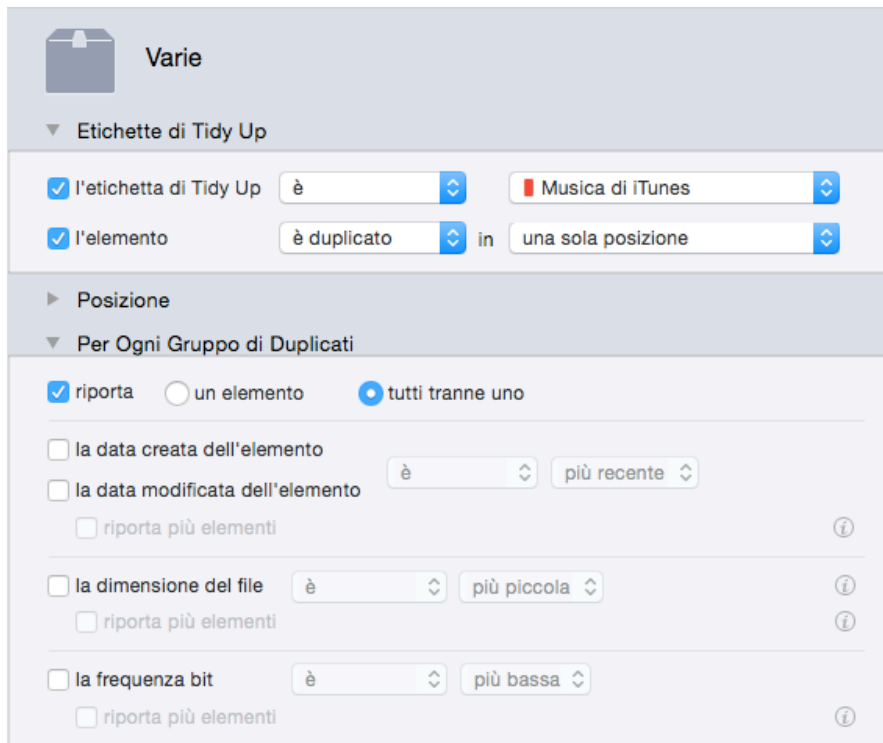 Varie
Etichette di Tidy Up
l'etichetta di Tidy Up è Musica di iTunes
l'elemento è duplicato in una sola posizione
Posizione
Per Ogni Gruppo di Duplicati
riporta un elemento tutti tranne uno
la data creata dell'elemento
è più recente
la data modificata dell'elemento
riporta più elementi
la dimensione del file è più piccola
riporta più elementi
la frequenza bit è più bassa
riporta più elementi